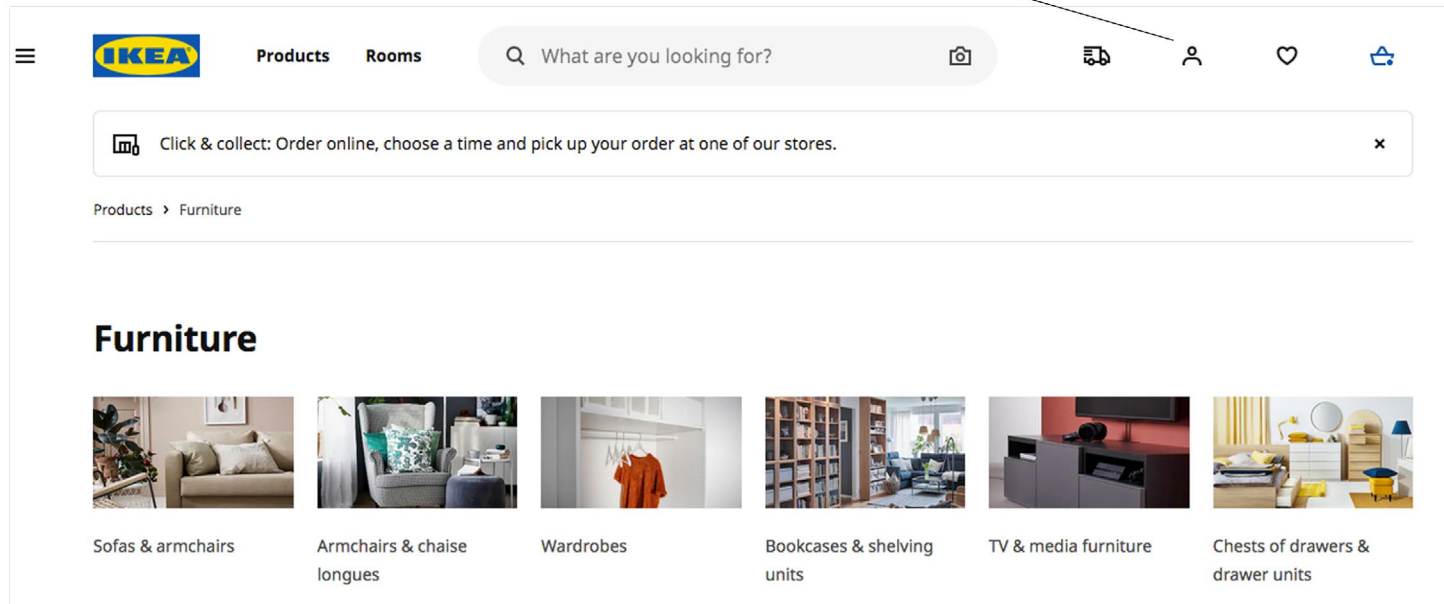 IKEA
Products Rooms What are you looking for?
Click & collect: Order online, choose a time and pick up your order at one of our stores.
Products > Furniture
Furniture
Sofas & armchairs
Armchairs & chaise
longues
Wardrobes
Bookcases & shelving
units
TV & media furniture
Chests of drawers &
drawer units